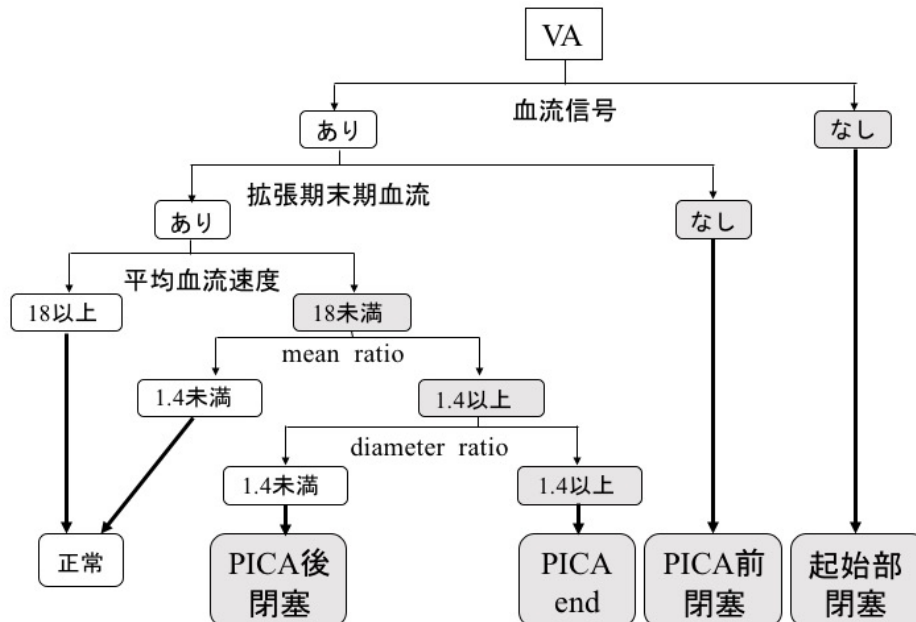 VA
血流信号
あり
なし
拡張期末期血流
あり
なし
平均血流速度
18以上
18未満
mean ratio
1.4未満
1.4以上
diameter ratio
1.4未満
1.4以上
正常
PICA後
閉塞
PICA
end
PICA前
閉塞
起始部
閉塞